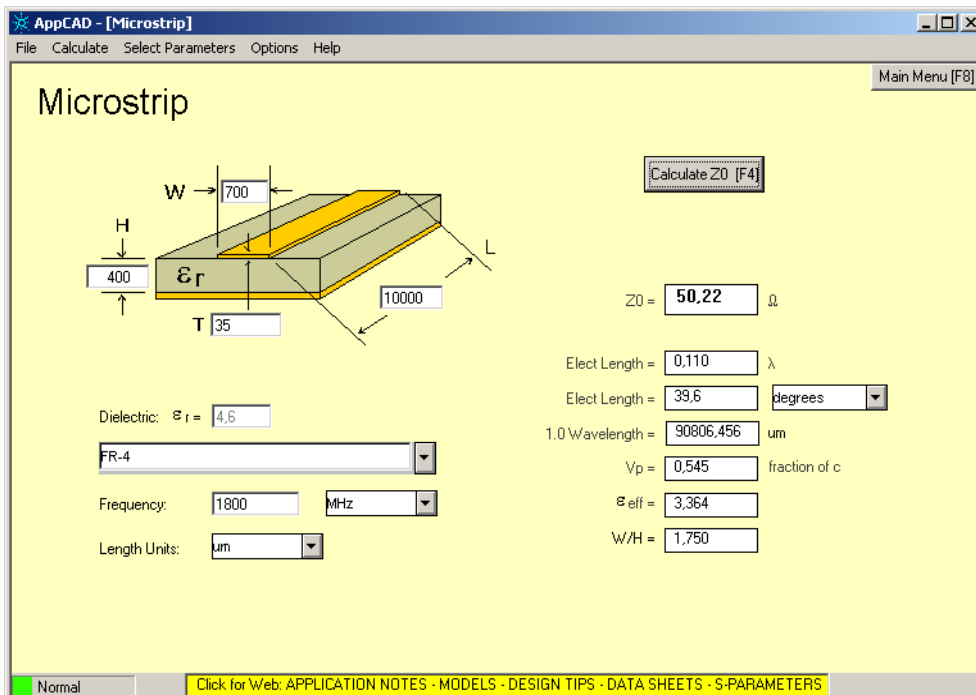 AppCAD - [Microstrip]
File Calculate Select Parameters Options Help
Main Menu [F8]
Microstrip
W 700
Calculate Z0 [F4]
H
400
εr
L
10000
T 35
Z0 = 50,22 Ω
Elect Length = 0,110 λ
Elect Length = 39,6 degrees
1.0 Wavelength = 90806,456 um
Vp = 0,545 fraction of c
ε eff = 3,364
W/H = 1,750
Dielectric: ε r = 4,6
FR-4
Frequency: 1800 MHz
Length Units: um
Normal
Click for Web: APPLICATION NOTES - MODELS - DESIGN TIPS - DATA SHEETS - S-PARAMETERS